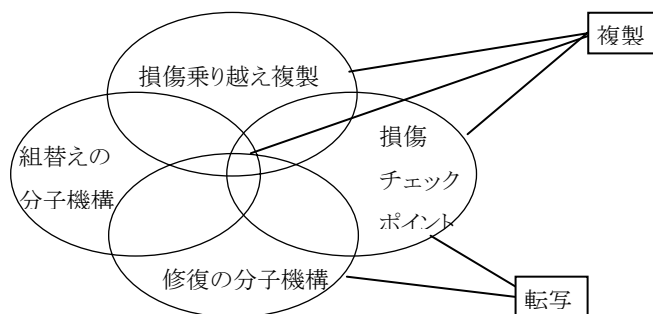 複製
損傷乗り越え複製
組替えの
分子機構
損傷
チェック
ポイント
修復の分子機構
転写